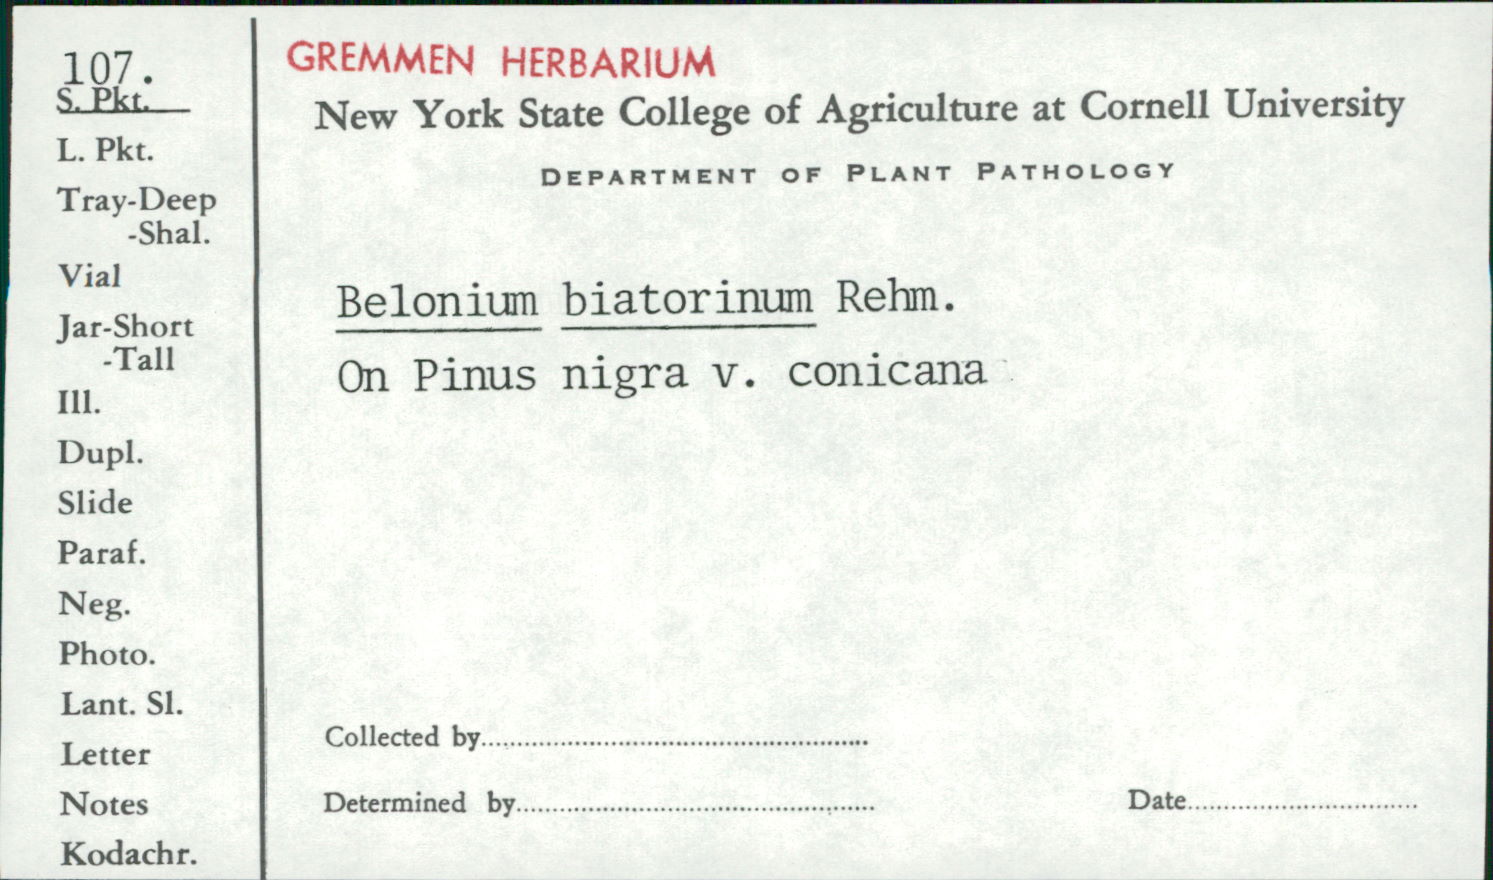 107.
S. Pkt.
L. Pkt.
Tray-Deep
-Shal.
Vial
Jar-Short
-Tall
Ill.
Dupl.
Slide
Paraf.
Neg.
Photo.
Lant. Sl.
Letter
Notes
Kodachr.
GREMMEN HERBARIUM
New York State College of Agriculture at Cornell University
DEPARTMENT OF PLANT PATHOLOGY
Belonium biatorinum Rehm.
On Pinus nigra v. conicana
Collected by
Determined by
Date